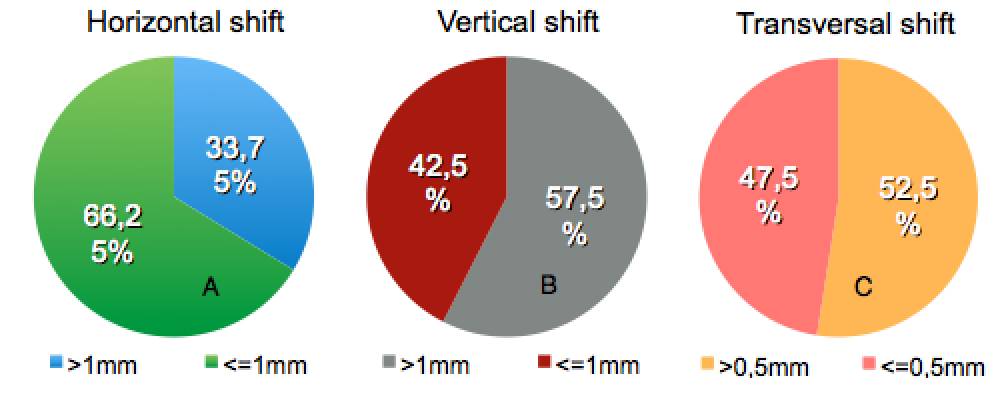 Horizontal shift
33,7
5%
66,2
5%
A
>1mm
<=1mm
Vertical shift
42,5
%
57,5
%
B
>1mm
<=1mm
Transversal shift
47,5
%
52,5
%
C
>0,5mm
<=0,5mm